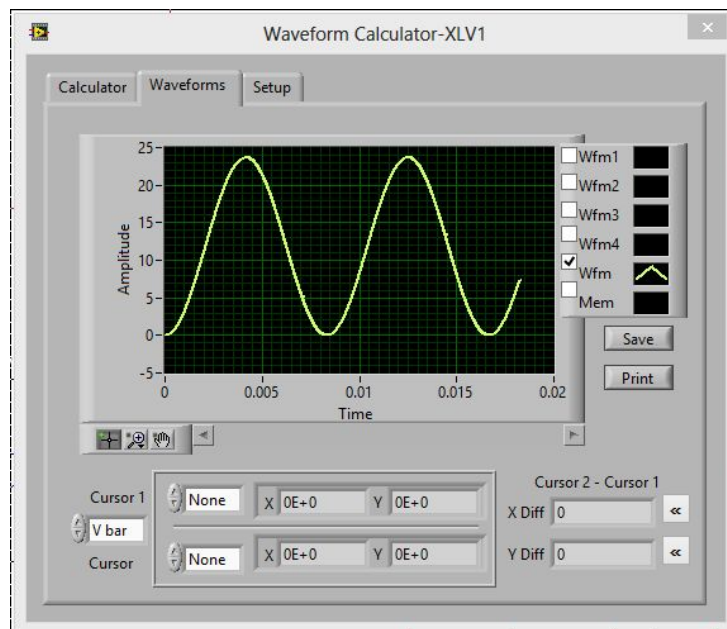 Waveform Calculator-XLV1
Calculator Waveforms Setup
25
20
15
10
5
0
-5
Amplitude
0 0.005 0.01 0.015 0.02
Time
Wfm1
Wfm2
Wfm3
Wfm4
Wfm
Mem
Save
Print
Cursor 1
V bar
Cursor
None X 0E+0 Y 0E+0
None X 0E+0 Y 0E+0
Cursor 2 - Cursor 1
X Diff 0 «
Y Diff 0 «